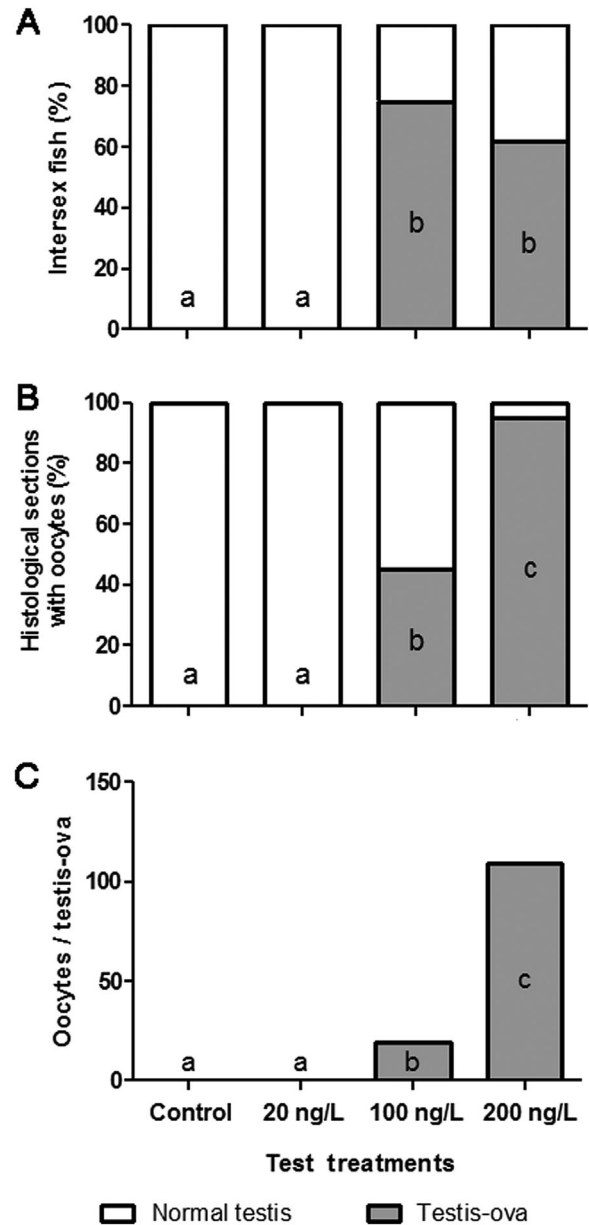 A
Intersex fish (%)
100
80
60
40
20
0
a
a
b
b
B
Histological sections
with oocytes (%)
100
80
60
40
20
0
a
a
b
c
C
Oocytes / testis-ova
150
100
50
0
a
a
b
c
Control
20 ng/L
100 ng/L
200 ng/L
Test treatments
Normal testis
Testis-ova